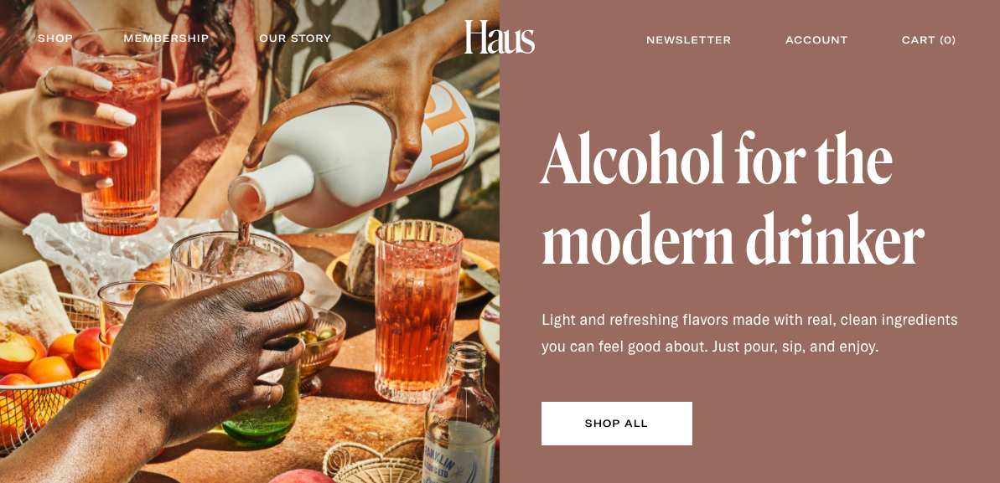 SHOP MEMBERSHIP OUR STORY Haus NEWSLETTER ACCOUNT CART (0)
Alcohol for the
modern drinker
Light and refreshing flavors made with real, clean ingredients
you can feel good about. Just pour, sip, and enjoy.
SHOP ALL